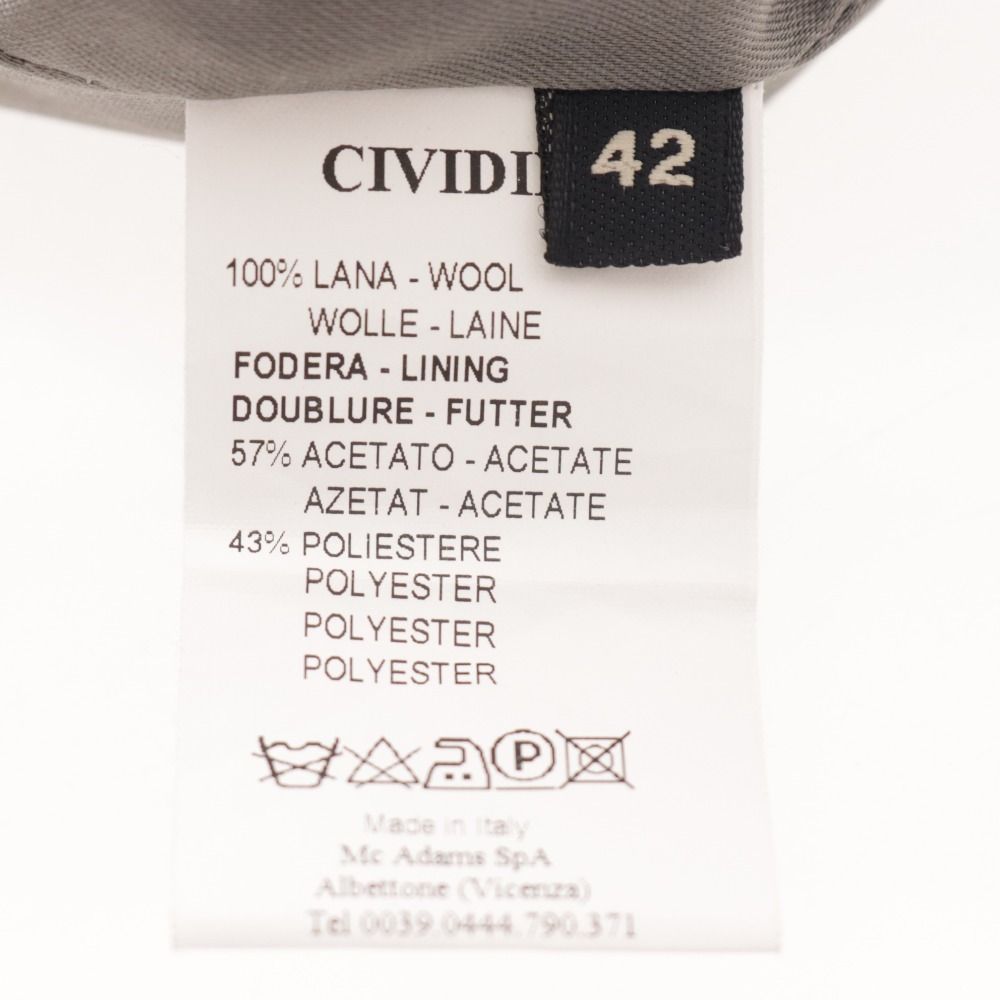 CIVIDI
42
100% LANA - WOOL
WOLLE - LAINE
FODERA - LINING
DOUBLURE - FUTTER
57% ACETATO - ACETATE
AZETAT - ACETATE
43% POLIESTERE
POLYESTER
POLYESTER
POLYESTER
P
Made in Italy
Mc Adams SpA
Albettone (Vicenza)
Tel 0039.0444.790.371